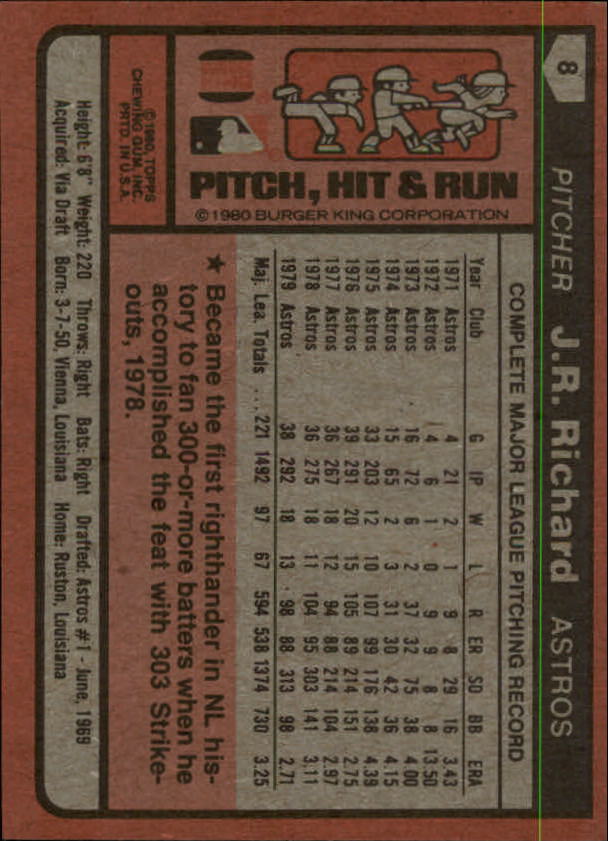 8
PITCHER J.R. Richard ASTROS
COMPLETE MAJOR LEAGUE PITCHING RECORD
Year Club G IP W L R ER SO BB ERA
1971 Astros 4 21 2 1 9 8 29 16 3.43
1972 Astros 4 6 1 0 9 9 8 8 13.50
1973 Astros 16 72 6 2 37 32 75 38 4.00
1974 Astros 15 65 2 3 31 30 42 36 4.15
1975 Astros 33 203 12 10 107 99 176 138 4.39
1976 Astros 39 291 20 15 105 89 214 151 2.75
1977 Astros 36 267 18 12 94 88 214 104 2.97
1978 Astros 36 275 18 11 104 95 303 141 3.11
1979 Astros 38 292 18 13 98 88 313 98 2.71
Maj. Lea. Totals ... 221 1492 97 67 594 538 1374 730 3.25
★ Became the first righthander in NL his-
tory to fan 300-or-more batters when he
accomplished the feat with 303 Strike-
outs, 1978.
PITCH, HIT & RUN
© 1980 BURGER KING CORPORATION
© 1980, TOPPS
CHEWING GUM, INC.
PRTD. IN U.S.A.
Height: 6'8" Weight: 220 Throws: Right Bats: Right Drafted: Astros #1 - June, 1969
Acquired: Via Draft Born: 3-7-50, Vienna, Louisiana Home: Ruston, Louisiana